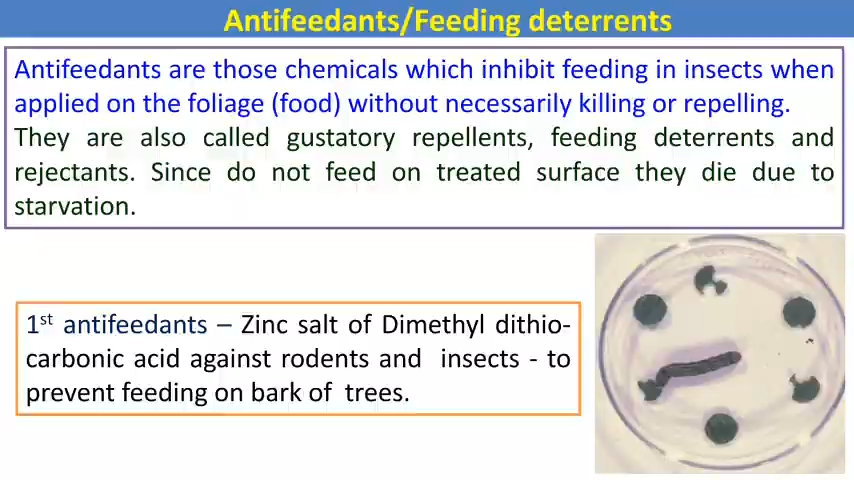 Antifeedants/Feeding deterrents
Antifeedants are those chemicals which inhibit feeding in insects when
applied on the foliage (food) without necessarily killing or repelling.
They are also called gustatory repellents, feeding deterrents and
rejectants. Since do not feed on treated surface they die due to
starvation.
1st antifeedants – Zinc salt of Dimethyl dithio-
carbonic acid against rodents and insects - to
prevent feeding on bark of trees.